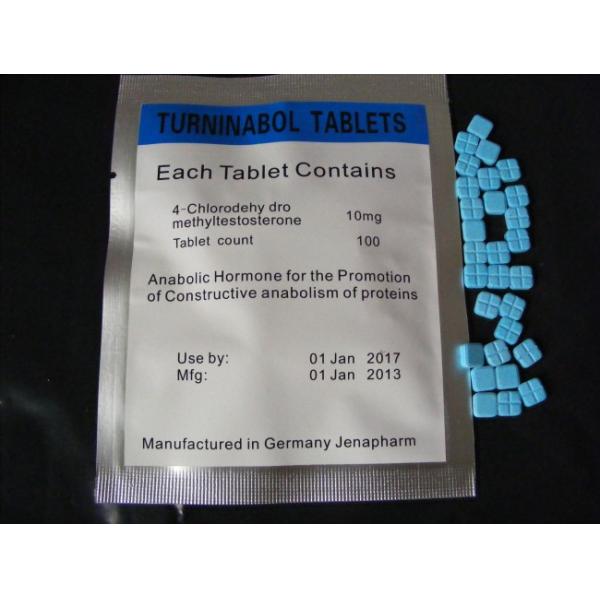 TURNINABOL TABLETS
Each Tablet Contains
4-Chlorodehy dro
methyltestosterone 10mg
Tablet count 100
Anabolic Hormone for the Promotion
of Constructive anabolism of proteins
Use by: 01 Jan 2017
Mfg: 01 Jan 2013
Manufactured in Germany Jenapharm